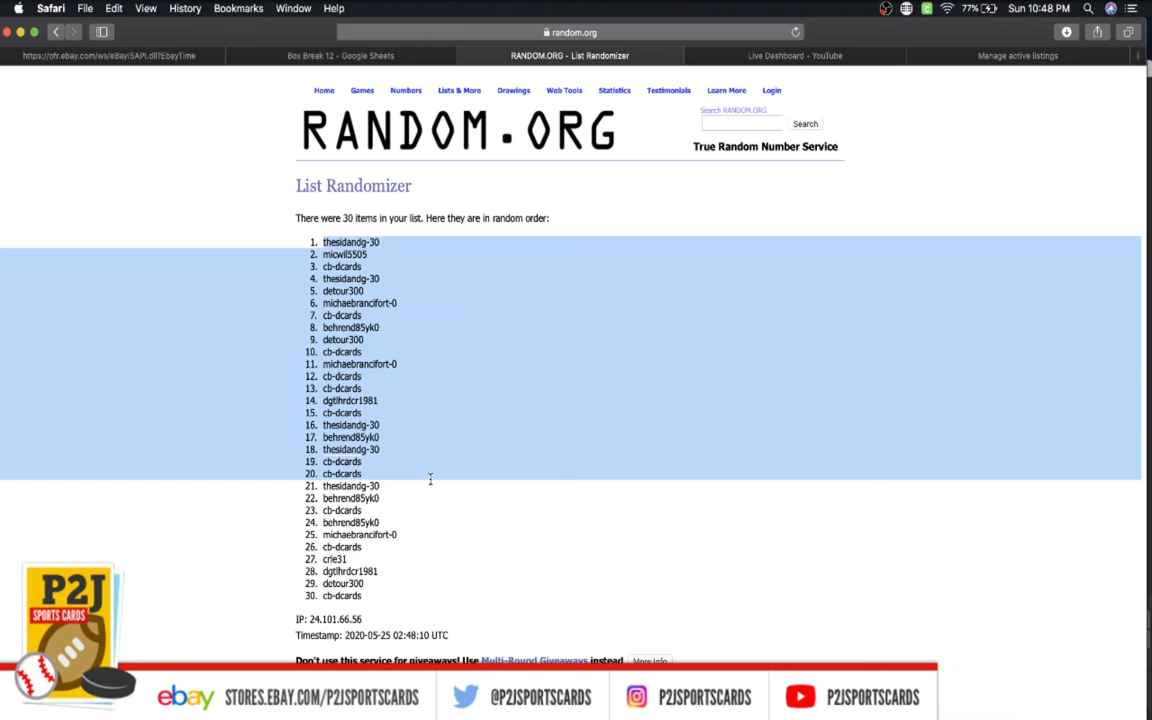 Safari File Edit View History Bookmarks Window Help 77% Sun 10:48 PM
random.org
https://ofr.ebay.com/ws/eBayISAPI.dll?EbayTime Box Break 12 - Google Sheets RANDOM.ORG - List Randomizer Live Dashboard - YouTube Manage active listings
Home Games Numbers Lists & More Drawings Web Tools Statistics Testimonials Learn More Login
RANDOM.ORG
Search RANDOM.ORG
Search
True Random Number Service
List Randomizer
There were 30 items in your list. Here they are in random order:
1. thesidandg-30
2. micwil5505
3. cb-dcards
4. thesidandg-30
5. detour300
6. michaebrancifort-0
7. cb-dcards
8. behrend85yk0
9. detour300
10. cb-dcards
11. michaebrancifort-0
12. cb-dcards
13. cb-dcards
14. dgtlhrdcr1981
15. cb-dcards
16. thesidandg-30
17. behrend85yk0
18. thesidandg-30
19. cb-dcards
20. cb-dcards
21. thesidandg-30
22. behrend85yk0
23. cb-dcards
24. behrend85yk0
25. michaebrancifort-0
26. cb-dcards
27. crle31
28. dgtlhrdcr1981
29. detour300
30. cb-dcards
IP: 24.101.66.56
Timestamp: 2020-05-25 02:48:10 UTC
Don't use this service for giveaways! Use Multi-Round Giveaways instead More Info
P2J
SPORTS CARDS
ebay STORES.EBAY.COM/P2JSPORTSCARDS @P2JSPORTSCARDS P2JSPORTSCARDS P2JSPORTSCARDS